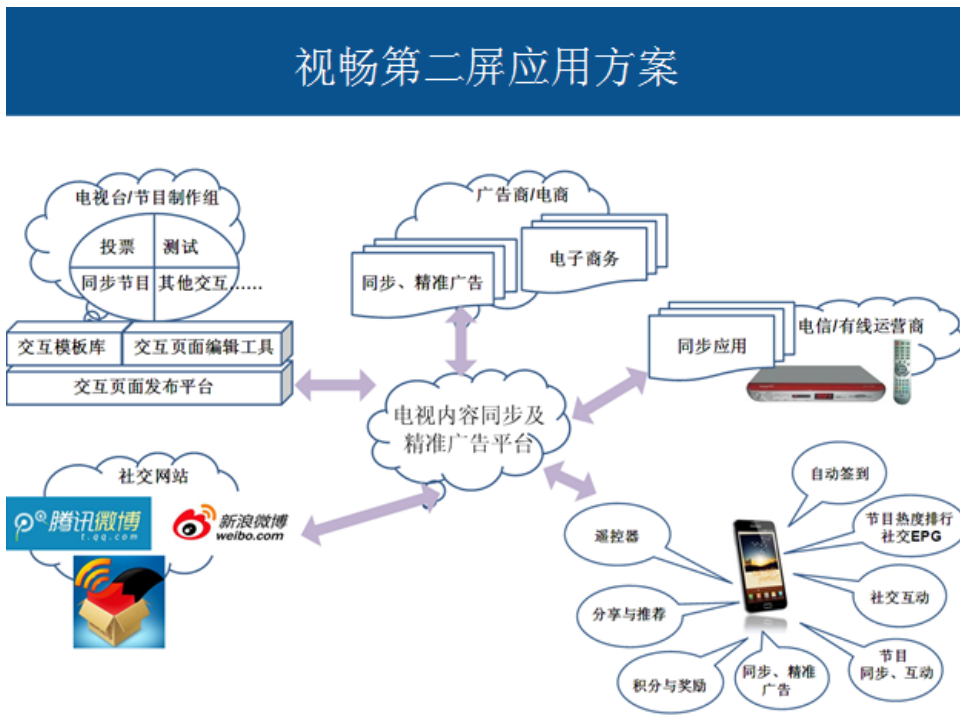 视畅第二屏应用方案
电视台/节目制作组
投票
测试
同步节目
其他交互......
交互模板库
交互页面编辑工具
交互页面发布平台
广告商/电商
同步、精准广告
电子商务
电信/有线运营商
同步应用
电视内容同步及
精准广告平台
社交网站
腾讯微博
t.qq.com
新浪微博
weibo.com
自动签到
节目热度排行
社交EPG
遥控器
社交互动
分享与推荐
节目
同步、互动
积分与奖励
同步、精准
广告